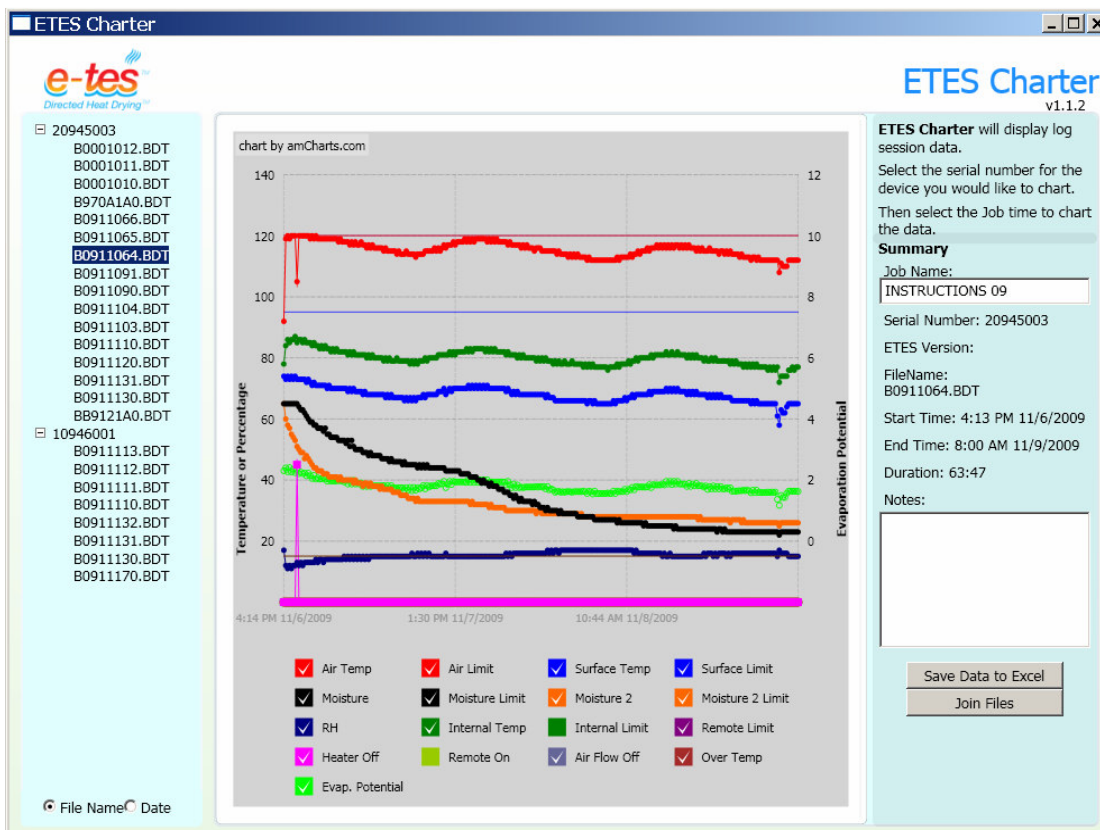 ETES Charter
e-tes
Directed Heat Drying
ETES Charter
v1.1.2
20945003
B0001012.BDT
B0001011.BDT
B0001010.BDT
B970A1A0.BDT
B0911066.BDT
B0911065.BDT
B0911064.BDT
B0911091.BDT
B0911090.BDT
B0911104.BDT
B0911103.BDT
B0911110.BDT
B0911120.BDT
B0911131.BDT
B0911130.BDT
BB9121A0.BDT
10946001
B0911113.BDT
B0911112.BDT
B0911111.BDT
B0911110.BDT
B0911132.BDT
B0911131.BDT
B0911130.BDT
B0911170.BDT
File Name Date
chart by amCharts.com
140
120
100
80
60
40
20
Temperature or Percentage
12
10
8
6
4
2
0
Evaporation Potential
4:14 PM 11/6/2009 1:30 PM 11/7/2009 10:44 AM 11/8/2009
Air Temp Air Limit Surface Temp Surface Limit
Moisture Moisture Limit Moisture 2 Moisture 2 Limit
RH Internal Temp Internal Limit Remote Limit
Heater Off Remote On Air Flow Off Over Temp
Evap. Potential
ETES Charter will display log
session data.
Select the serial number for the
device you would like to chart.
Then select the Job time to chart
the data.
Summary
Job Name:
INSTRUCTIONS 09
Serial Number: 20945003
ETES Version:
FileName:
B0911064.BDT
Start Time: 4:13 PM 11/6/2009
End Time: 8:00 AM 11/9/2009
Duration: 63:47
Notes:
Save Data to Excel
Join Files